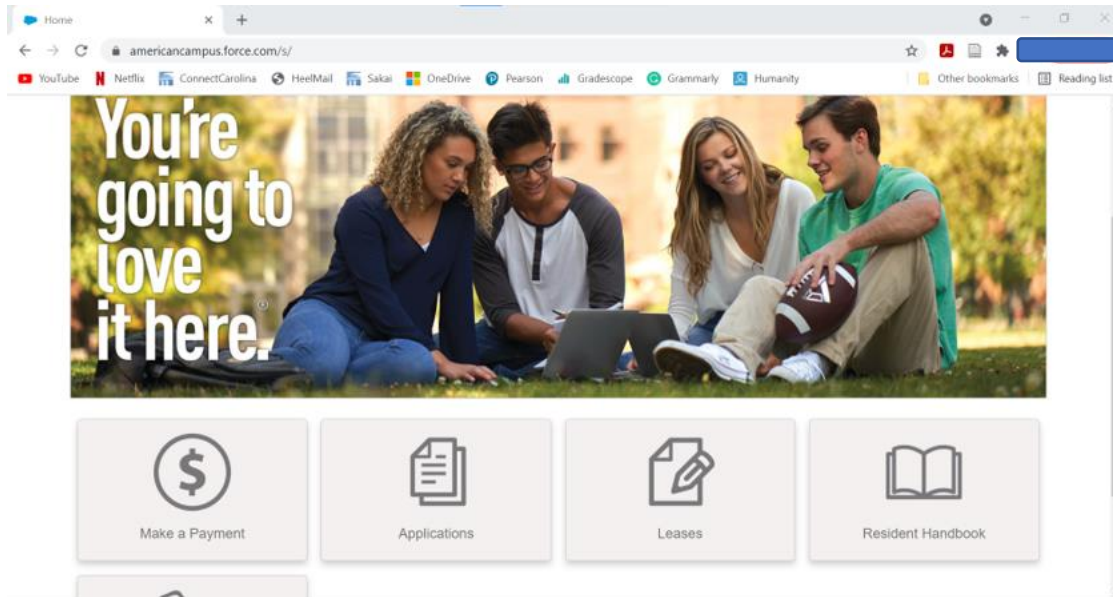 Home
americancampus.force.com/s/
YouTube Netflix ConnectCarolina HeelMail Sakai OneDrive Pearson Gradescope Grammarly Humanity Other bookmarks Reading list
You're
going to
love
it here.®
Make a Payment Applications Leases Resident Handbook